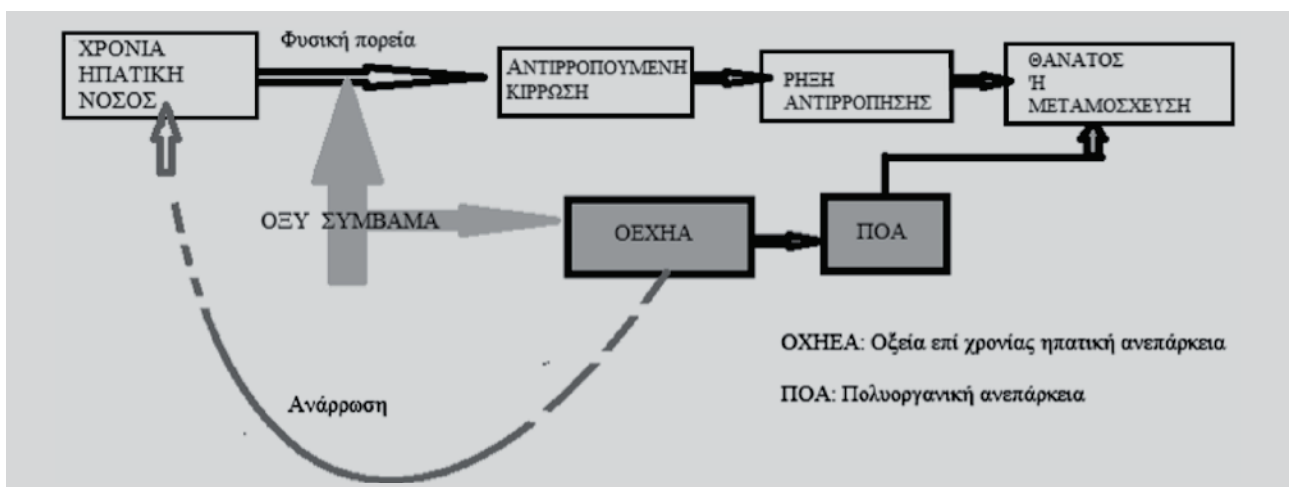 ΧΡΟΝΙΑ
ΗΠΑΤΙΚΗ
ΝΟΣΟΣ
Φυσική πορεία
ΑΝΤΙΡΡΟΠΟΥΜΕΝΗ
ΚΙΡΡΩΣΗ
ΡΗΞΗ
ΑΝΤΙΡΡΟΠΗΣΗΣ
ΘΑΝΑΤΟΣ
Ή
ΜΕΤΑΜΟΣΧΕΥΣΗ
ΟΞΥ ΣΥΜΒΑΜΑ
ΟΕΧΗΑ
ΠΟΑ
ΟΧΗΕΑ: Οξεία επί χρονίας ηπατική ανεπάρκεια
ΠΟΑ: Πολυοργανική ανεπάρκεια
Ανάρρωση